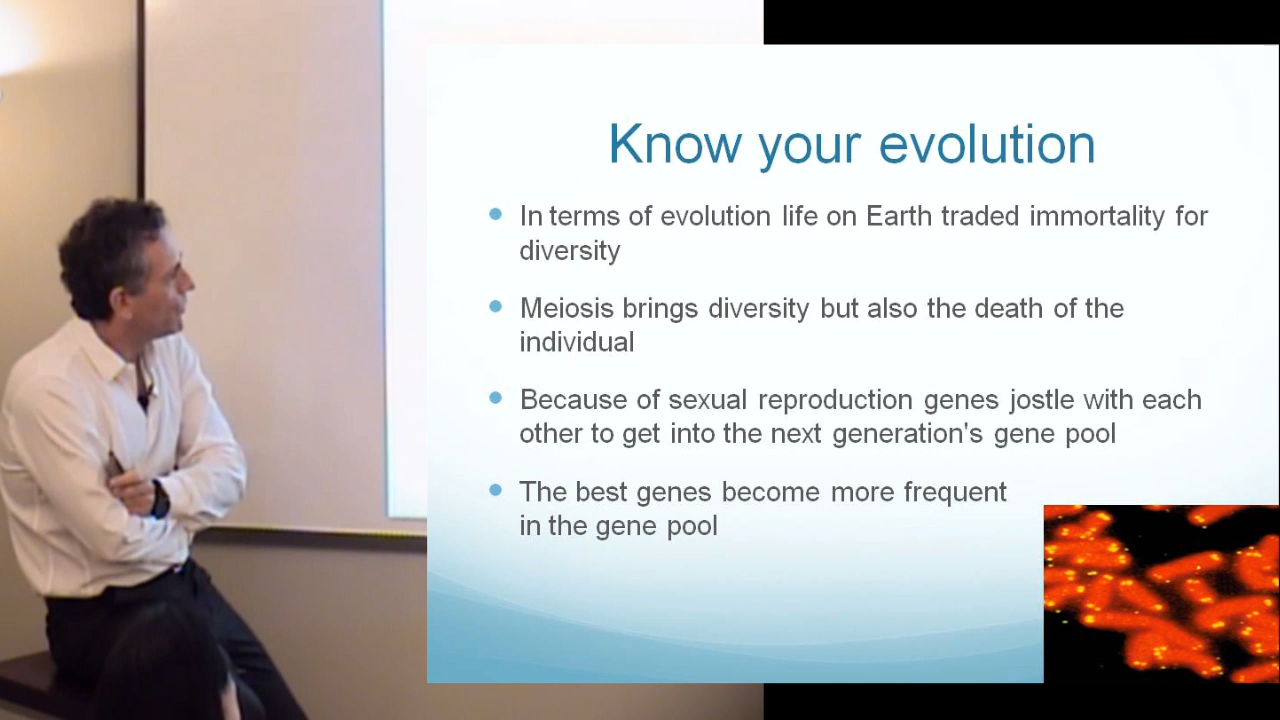 Know your evolution
In terms of evolution life on Earth traded immortality for
diversity
Meiosis brings diversity but also the death of the
individual
Because of sexual reproduction genes jostle with each
other to get into the next generation's gene pool
The best genes become more frequent
in the gene pool